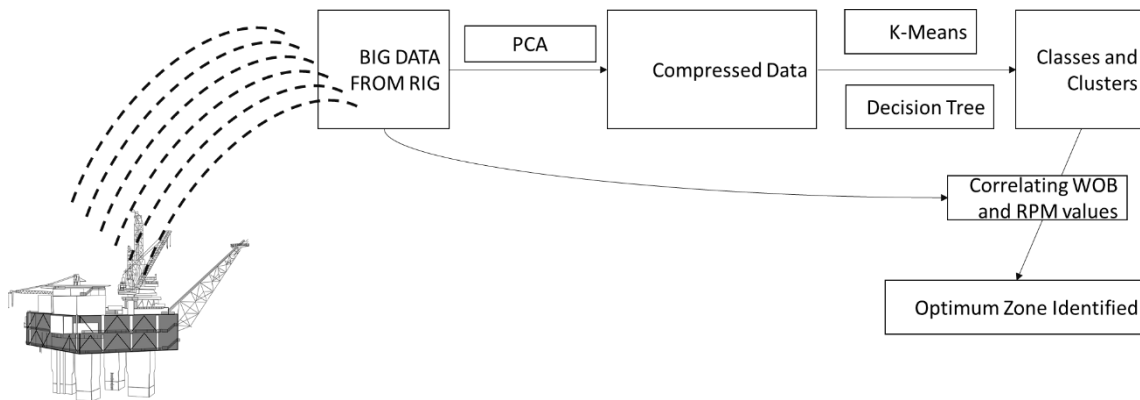 BIG DATA
FROM RIG
PCA
Compressed Data
K-Means
Decision Tree
Classes and
Clusters
Correlating WOB
and RPM values
Optimum Zone Identified